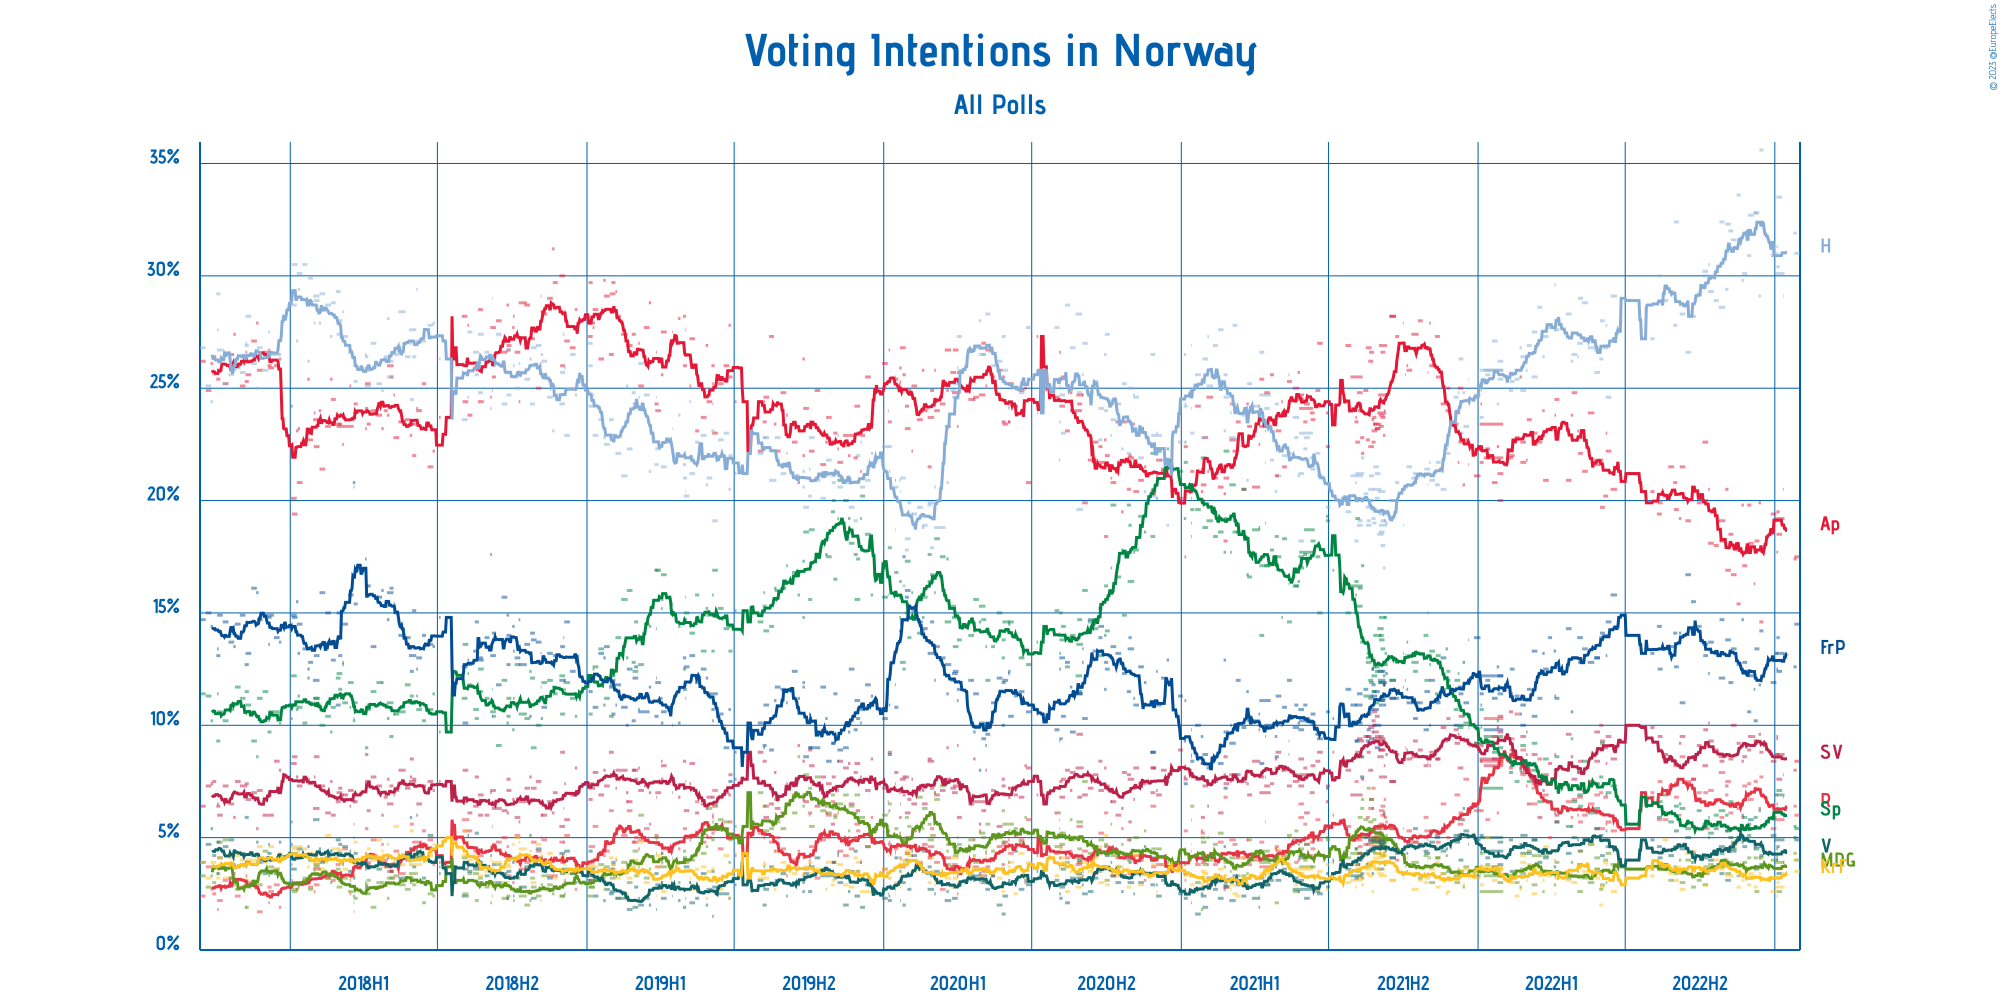 © 2023 @EuropeElects
Voting Intentions in Norway
All Polls
35%
30%
25%
20%
15%
10%
5%
0%
H
Ap
FrP
SV
R
Sp
V
MDG
KrF
2018H1 2018H2 2019H1 2019H2 2020H1 2020H2 2021H1 2021H2 2022H1 2022H2